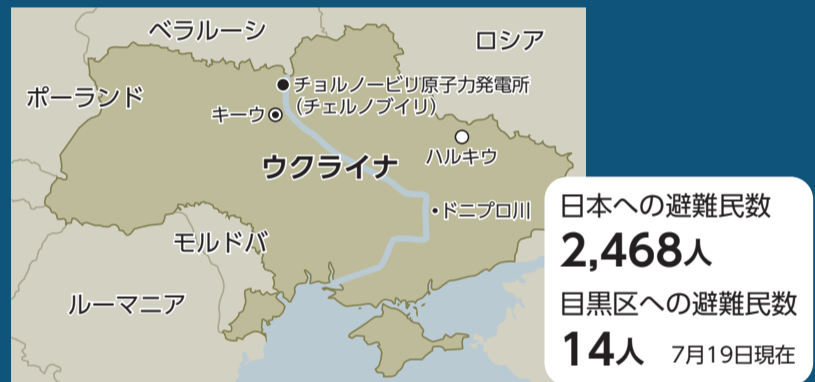 ベラルーシ
ロシア
ポーランド
チョルノービリ原子力発電所
(チェルノブイリ)
キーウ
ハルキウ
ウクライナ
ドニプロ川
モルドバ
ルーマニア
日本への避難民数
2,468人
目黒区への避難民数
14人 7月19日現在